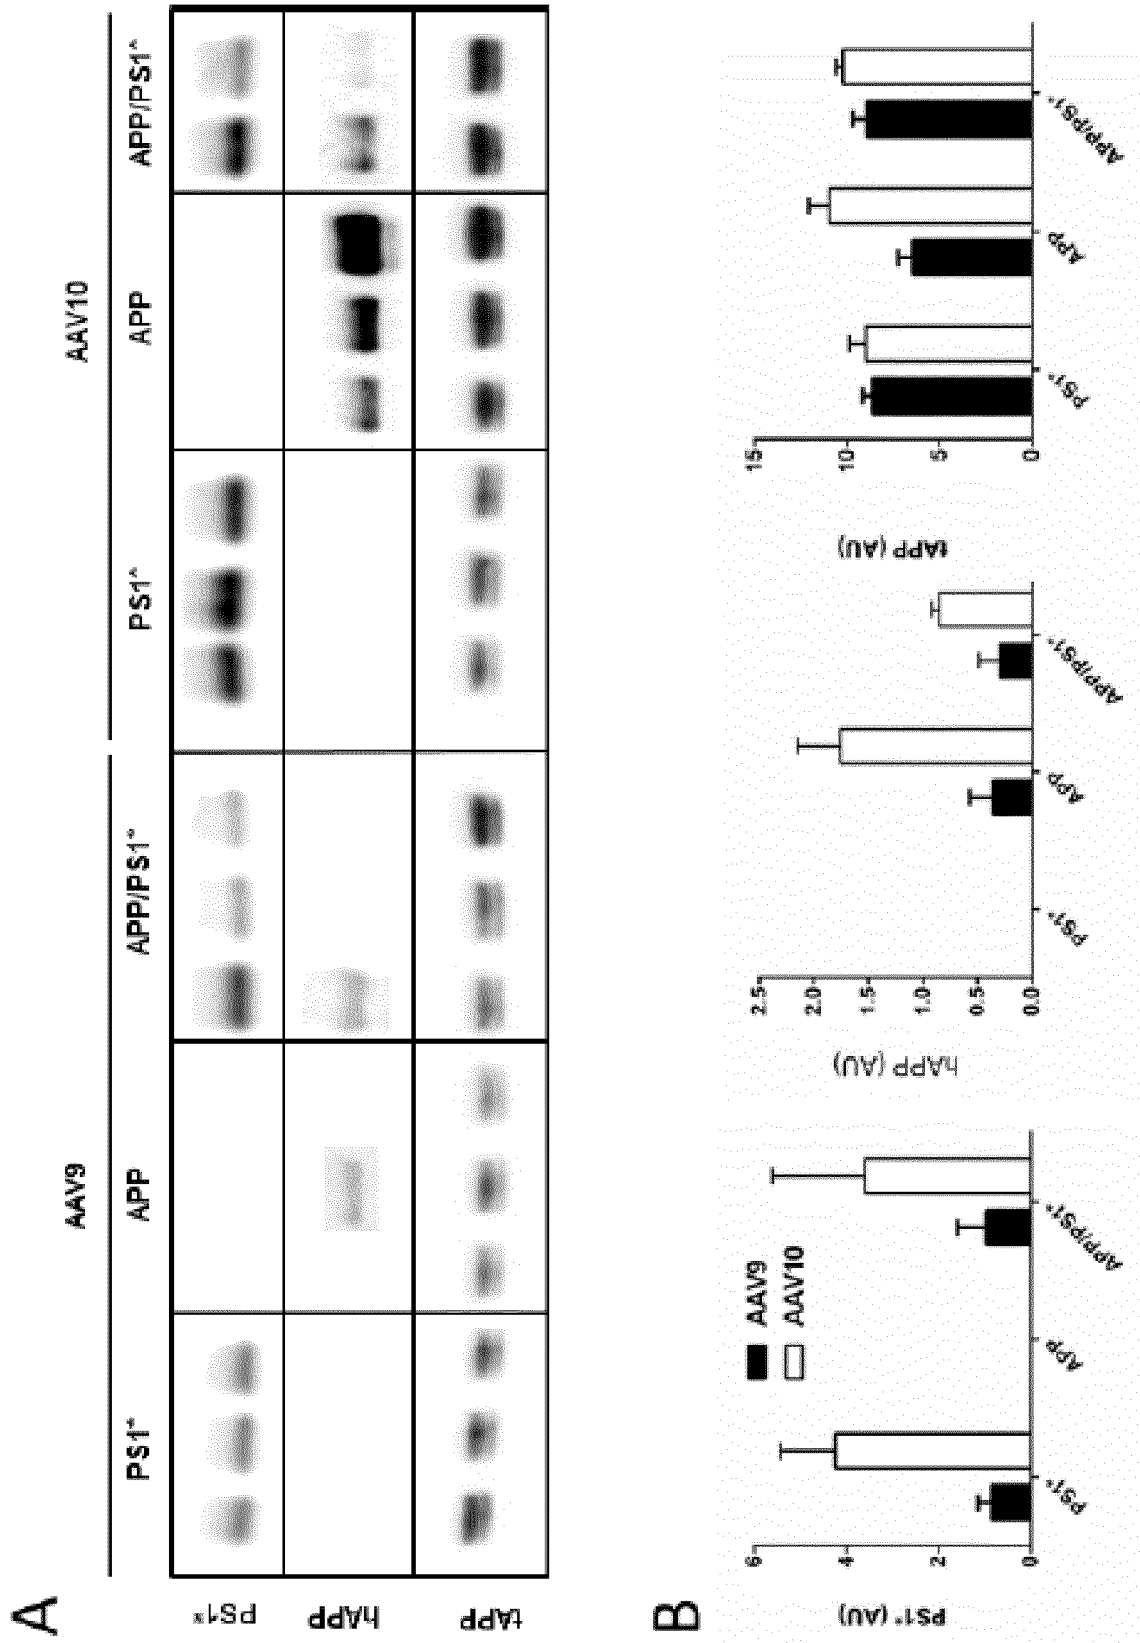 A
AAV9
AAV10
PS1*
APP
APP/PS1*
PS1*
APP
APP/PS1*
PS1*
hAPP
tAPP
B
AAV9
AAV10
PS1* (AU)
6
4
2
0
PS1*
APP
APP/PS1*
hAPP (AU)
2.5
2.0
1.5
1.0
0.5
0.0
PS1*
APP
APP/PS1*
tAPP (AU)
15
10
5
0
PS1*
APP
APP/PS1*